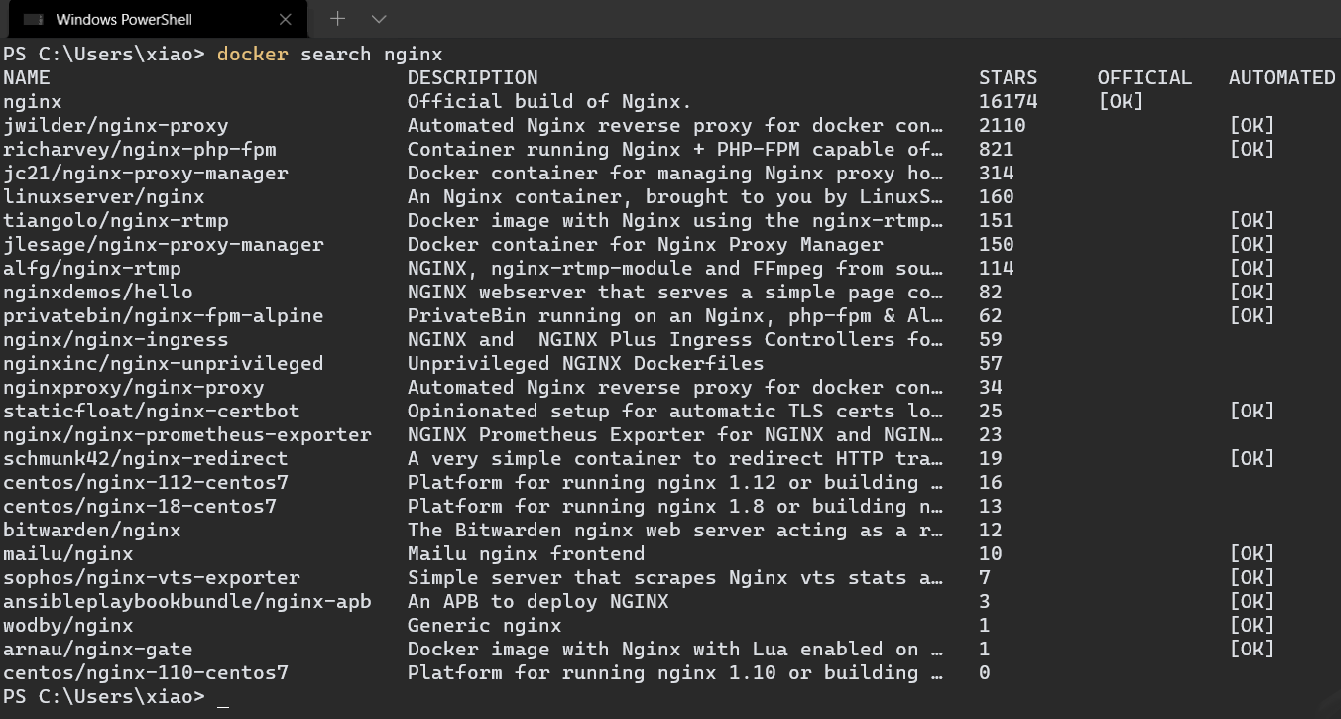 Windows PowerShell
PS C:\Users\xiao> docker search nginx
NAME DESCRIPTION STARS OFFICIAL AUTOMATED
nginx Official build of Nginx. 16174 [OK]
jwilder/nginx-proxy Automated Nginx reverse proxy for docker con… 2110 [OK]
richarvey/nginx-php-fpm Container running Nginx + PHP-FPM capable of… 821 [OK]
jc21/nginx-proxy-manager Docker container for managing Nginx proxy ho… 314
linuxserver/nginx An Nginx container, brought to you by LinuxS… 160
tiangolo/nginx-rtmp Docker image with Nginx using the nginx-rtmp… 151 [OK]
jlesage/nginx-proxy-manager Docker container for Nginx Proxy Manager 150 [OK]
alfg/nginx-rtmp NGINX, nginx-rtmp-module and FFmpeg from sou… 114 [OK]
nginxdemos/hello NGINX webserver that serves a simple page co… 82 [OK]
privatebin/nginx-fpm-alpine PrivateBin running on an Nginx, php-fpm & Al… 62 [OK]
nginx/nginx-ingress NGINX and  NGINX Plus Ingress Controllers fo… 59
nginxinc/nginx-unprivileged Unprivileged NGINX Dockerfiles 57
nginxproxy/nginx-proxy Automated Nginx reverse proxy for docker con… 34
staticfloat/nginx-certbot Opinionated setup for automatic TLS certs lo… 25 [OK]
nginx/nginx-prometheus-exporter NGINX Prometheus Exporter for NGINX and NGIN… 23
schmunk42/nginx-redirect A very simple container to redirect HTTP tra… 19 [OK]
centos/nginx-112-centos7 Platform for running nginx 1.12 or building … 16
centos/nginx-18-centos7 Platform for running nginx 1.8 or building n… 13
bitwarden/nginx The Bitwarden nginx web server acting as a r… 12
mailu/nginx Mailu nginx frontend 10 [OK]
sophos/nginx-vts-exporter Simple server that scrapes Nginx vts stats a… 7 [OK]
ansibleplaybookbundle/nginx-apb An APB to deploy NGINX 3 [OK]
wodby/nginx Generic nginx 1 [OK]
arnau/nginx-gate Docker image with Nginx with Lua enabled on … 1 [OK]
centos/nginx-110-centos7 Platform for running nginx 1.10 or building … 0
PS C:\Users\xiao> _